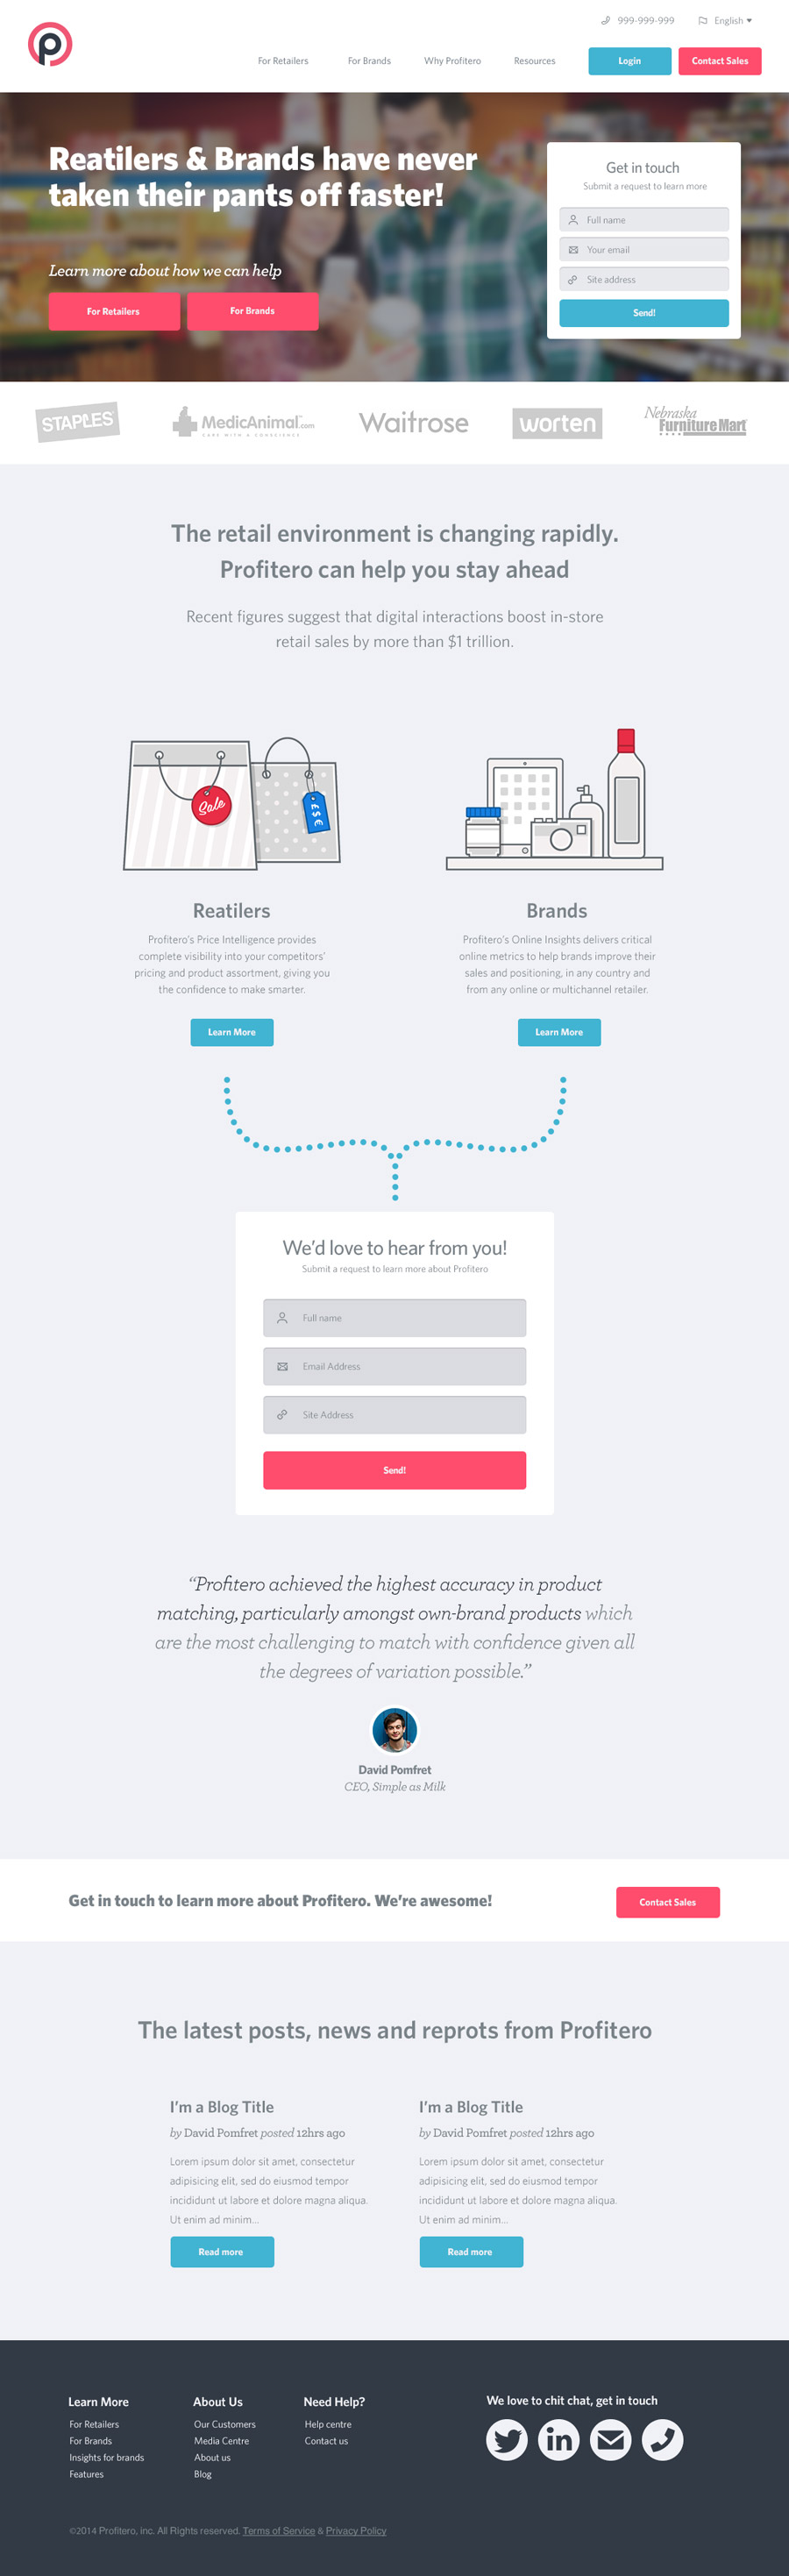 999-999-999
English
p
For Retailers
For Brands
Why Profitero
Resources
Login
Contact Sales
Reatilers & Brands have never
taken their pants off faster!
Learn more about how we can help
For Retailers
For Brands
Get in touch
Submit a request to learn more
Full name
Your email
Site address
Send!
STAPLES
MedicAnimal.com
CARE WITH A CONSCIENCE
Waitrose
worten
Nebraska
Furniture Mart
The retail environment is changing rapidly.
Profitero can help you stay ahead
Recent figures suggest that digital interactions boost in-store
retail sales by more than $1 trillion.
Sale
£$€
Reatilers
Profitero's Price Intelligence provides
complete visibility into your competitors'
pricing and product assortment, giving you
the confidence to make smarter.
Learn More
Brands
Profitero's Online Insights delivers critical
online metrics to help brands improve their
sales and positioning, in any country and
from any online or multichannel retailer.
Learn More
We'd love to hear from you!
Submit a request to learn more about Profitero
Full name
Email Address
Site Address
Send!
“Profitero achieved the highest accuracy in product
matching, particularly amongst own-brand products which
are the most challenging to match with confidence given all
the degrees of variation possible.”
David Pomfret
CEO, Simple as Milk
Get in touch to learn more about Profitero. We're awesome!
Contact Sales
The latest posts, news and reprots from Profitero
I'm a Blog Title
by David Pomfret posted 12hrs ago
Lorem ipsum dolor sit amet, consectetur
adipisicing elit, sed do eiusmod tempor
incididunt ut labore et dolore magna aliqua.
Ut enim ad minim...
Read more
I'm a Blog Title
by David Pomfret posted 12hrs ago
Lorem ipsum dolor sit amet, consectetur
adipisicing elit, sed do eiusmod tempor
incididunt ut labore et dolore magna aliqua.
Ut enim ad minim...
Read more
Learn More
For Retailers
For Brands
Insights for brands
Features
About Us
Our Customers
Media Centre
About us
Blog
Need Help?
Help centre
Contact us
We love to chit chat, get in touch
in
©2014 Profitero, inc. All Rights reserved. Terms of Service & Privacy Policy